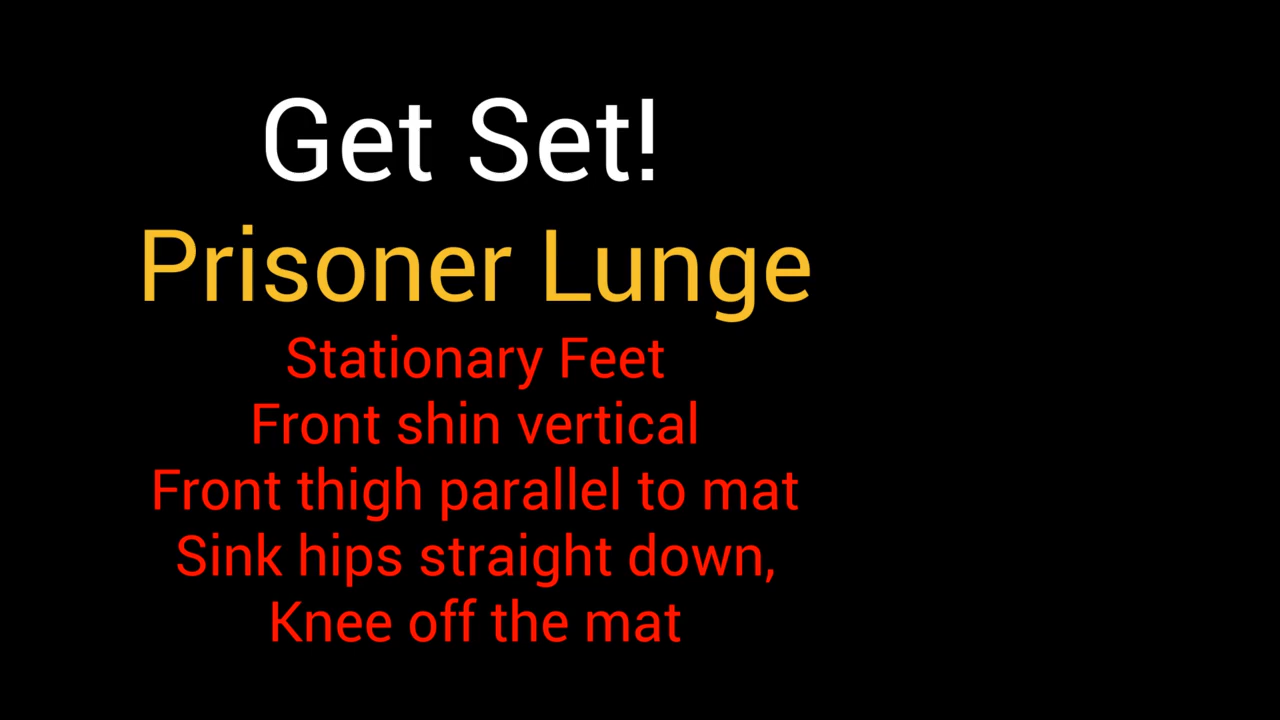 Get Set!
Prisoner Lunge
Stationary Feet
Front shin vertical
Front thigh parallel to mat
Sink hips straight down,
Knee off the mat